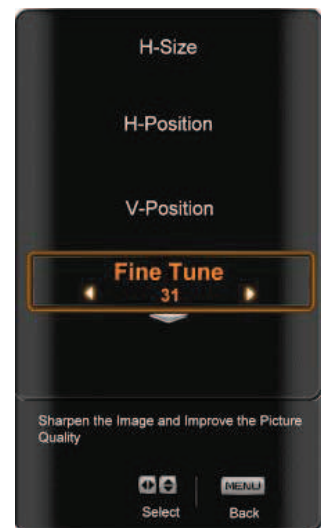 H-Size
H-Position
V-Position
Fine Tune
31
Sharpen the Image and Improve the Picture
Quality
MENU
Select Back